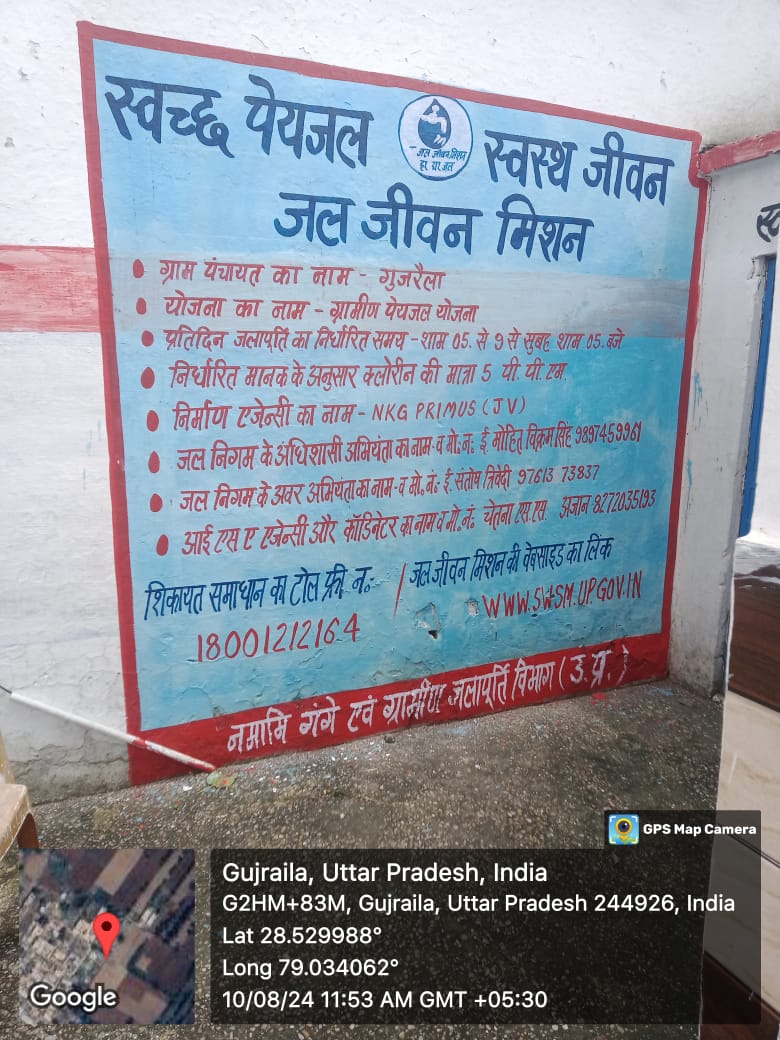 स्वच्छ पेयजल
जल जीवन मिशन
हर घर जल
स्वस्थ जीवन
जल जीवन मिशन
ग्राम पंचायत का नाम - गुजरैला
योजना का नाम - ग्रामीण पेयजल योजना
प्रतिदिन जलापूर्ति का निर्धारित समय - शाम 05. से 9 से सुबह शाम 05. बजे
निर्धारित मानक के अनुसार क्लोरीन की मात्रा 5 पी. पी. एम.
निर्माण एजेन्सी का नाम - NKG PRIMUS (JV)
जल निगम के अधिशासी अभियंता का नाम - व मो. न. ई. मोहित विक्रम सिंह 9897459961
जल निगम के अवर अभियंता का नाम - व मो. नं. ई. संतोष त्रिवेदी 97613 73837
आई एस ए एजेन्सी और कॉडिनेटर का नाम व मो. नं. चेतना एस. एस. अजान 8272035193
शिकायत समाधान का टोल फ्री न. -
18001212164
जल जीवन मिशन की वेबसाइड का लिंक
WWW.SWSM.UP.GOV.IN
नमामि गंगे एवं ग्रामीण जलापूर्ति विभाग (उ. प्र.)
स्व
GPS Map Camera
Gujraila, Uttar Pradesh, India
G2HM+83M, Gujraila, Uttar Pradesh 244926, India
Lat 28.529988°
Long 79.034062°
10/08/24 11:53 AM GMT +05:30
Google